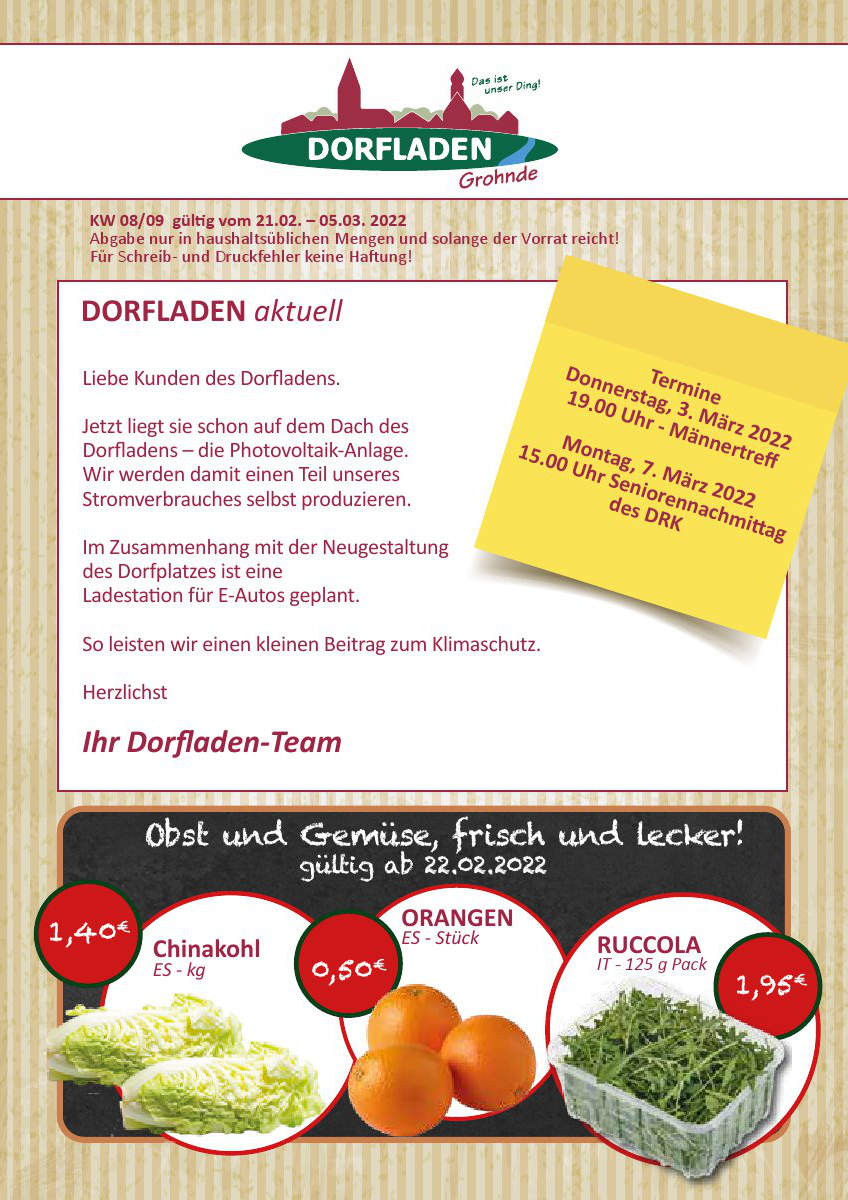 Das ist
unser Ding!
DORFLADEN
Grohnde
KW 08/09 gültig vom 21.02. – 05.03. 2022
Abgabe nur in haushaltsüblichen Mengen und solange der Vorrat reicht!
Für Schreib- und Druckfehler keine Haftung!
DORFLADEN aktuell
Liebe Kunden des Dorfladens.
Jetzt liegt sie schon auf dem Dach des
Dorfladens – die Photovoltaik-Anlage.
Wir werden damit einen Teil unseres
Stromverbrauches selbst produzieren.
Im Zusammenhang mit der Neugestaltung
des Dorfplatzes ist eine
Ladestation für E-Autos geplant.
So leisten wir einen kleinen Beitrag zum Klimaschutz.
Herzlichst
Ihr Dorfladen-Team
Termine
Donnerstag, 3. März 2022
19.00 Uhr - Männertreff
Montag, 7. März 2022
15.00 Uhr Seniorennachmittag
des DRK
Obst und Gemüse, frisch und lecker!
gültig ab 22.02.2022
1,40€
Chinakohl
ES - kg
0,50€
ORANGEN
ES - Stück
RUCCOLA
IT - 125 g Pack
1,95€